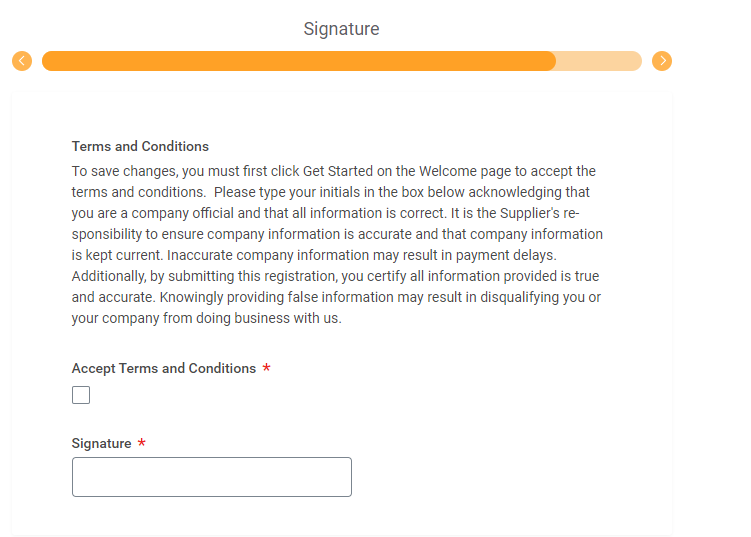 Signature
Terms and Conditions
To save changes, you must first click Get Started on the Welcome page to accept the
terms and conditions.  Please type your initials in the box below acknowledging that
you are a company official and that all information is correct. It is the Supplier's re-
sponsibility to ensure company information is accurate and that company information
is kept current. Inaccurate company information may result in payment delays.
Additionally, by submitting this registration, you certify all information provided is true
and accurate. Knowingly providing false information may result in disqualifying you or
your company from doing business with us.
Accept Terms and Conditions *
Signature *